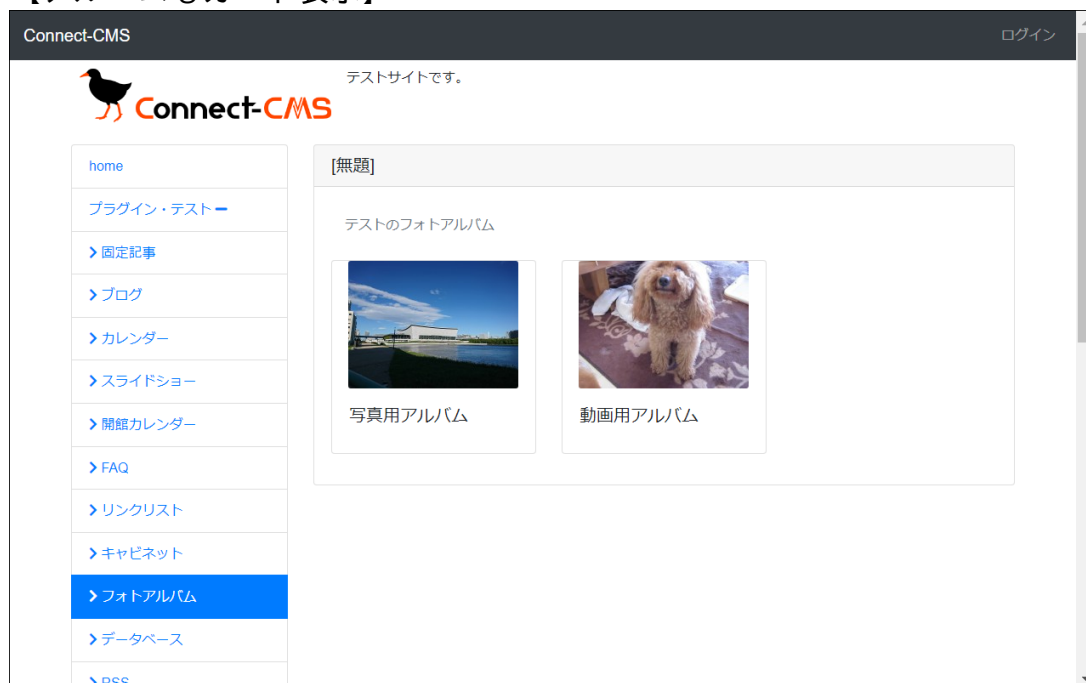 Connect-CMS
ログイン
Connect-CMS
テストサイトです。
home
プラグイン・テスト
固定記事
ブログ
カレンダー
スライドショー
開館カレンダー
FAQ
リンクリスト
キャビネット
フォトアルバム
データベース
RSS
[無題]
テストのフォトアルバム
写真用アルバム
動画用アルバム